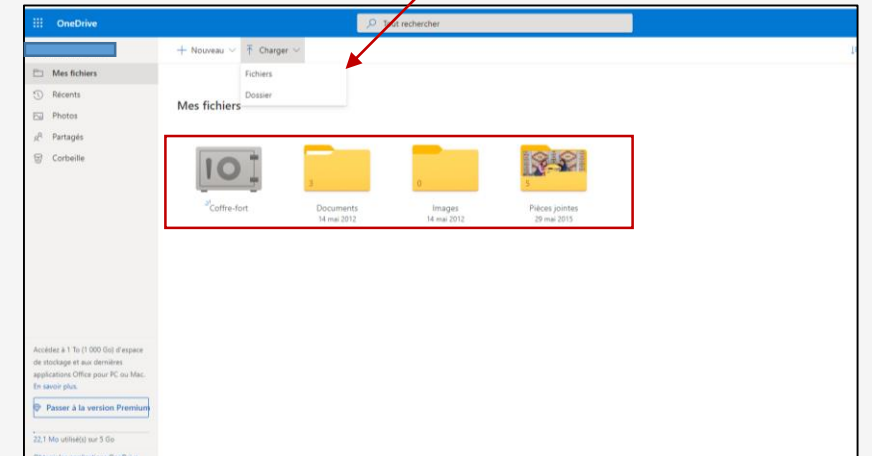 OneDrive
Tout rechercher
Nouveau
Charger
Mes fichiers
Récents
Photos
Partagés
Corbeille
Fichiers
Dossier
Mes fichiers
3
0
5
Coffre-fort
Documents
14 mai 2012
Images
14 mai 2012
Pièces jointes
29 mai 2015
Accédez à 1 To (1 000 Go) d'espace
de stockage et aux dernières
applications Office pour PC ou Mac.
En savoir plus.
Passer à la version Premium
22,1 Mo utilisé(s) sur 5 Go